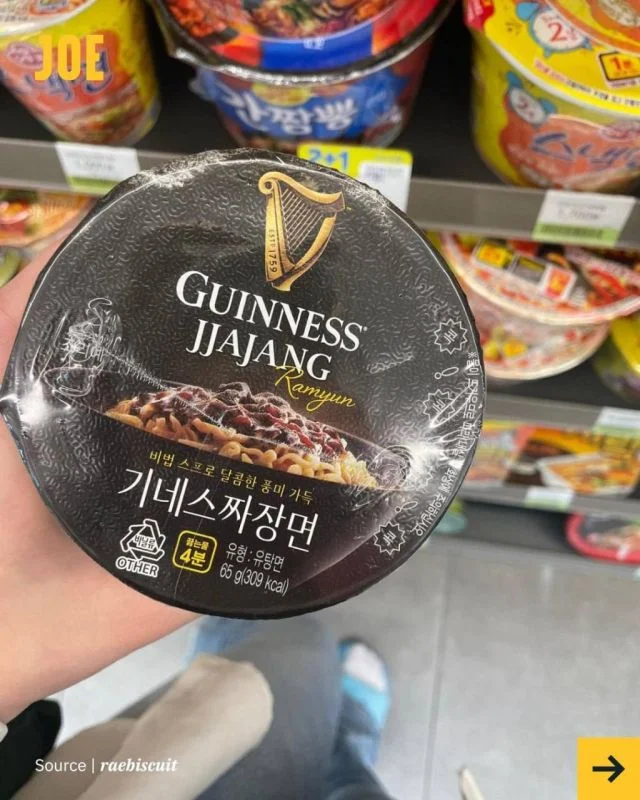 JOE
간짬뽕
2+1
ESTD 1759
GUINNESS®
JJAJANG
Ramyun
비법 스프로 달콤한 풍미 가득
기네스짜장면
비닐류
OTHER
끓는물
4분
유형 : 유탕면
65 g(309 kcal)
Source | raebiscuit